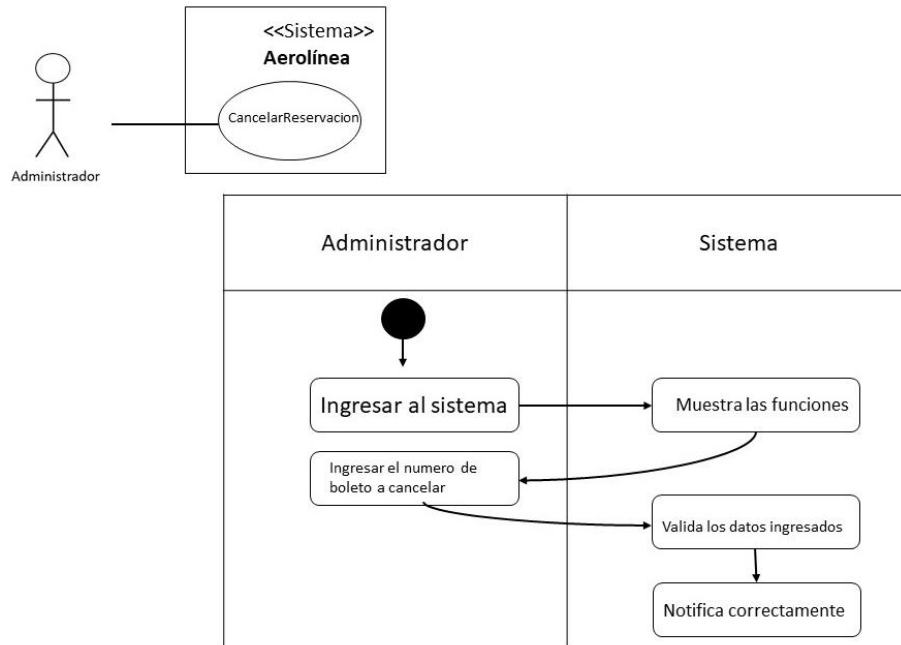 <<Sistema>>
Aerolínea
CancelarReservacion
Administrador
Administrador
Sistema
Ingresar al sistema
Muestra las funciones
Ingresar el numero de
boleto a cancelar
Valida los datos ingresados
Notifica correctamente